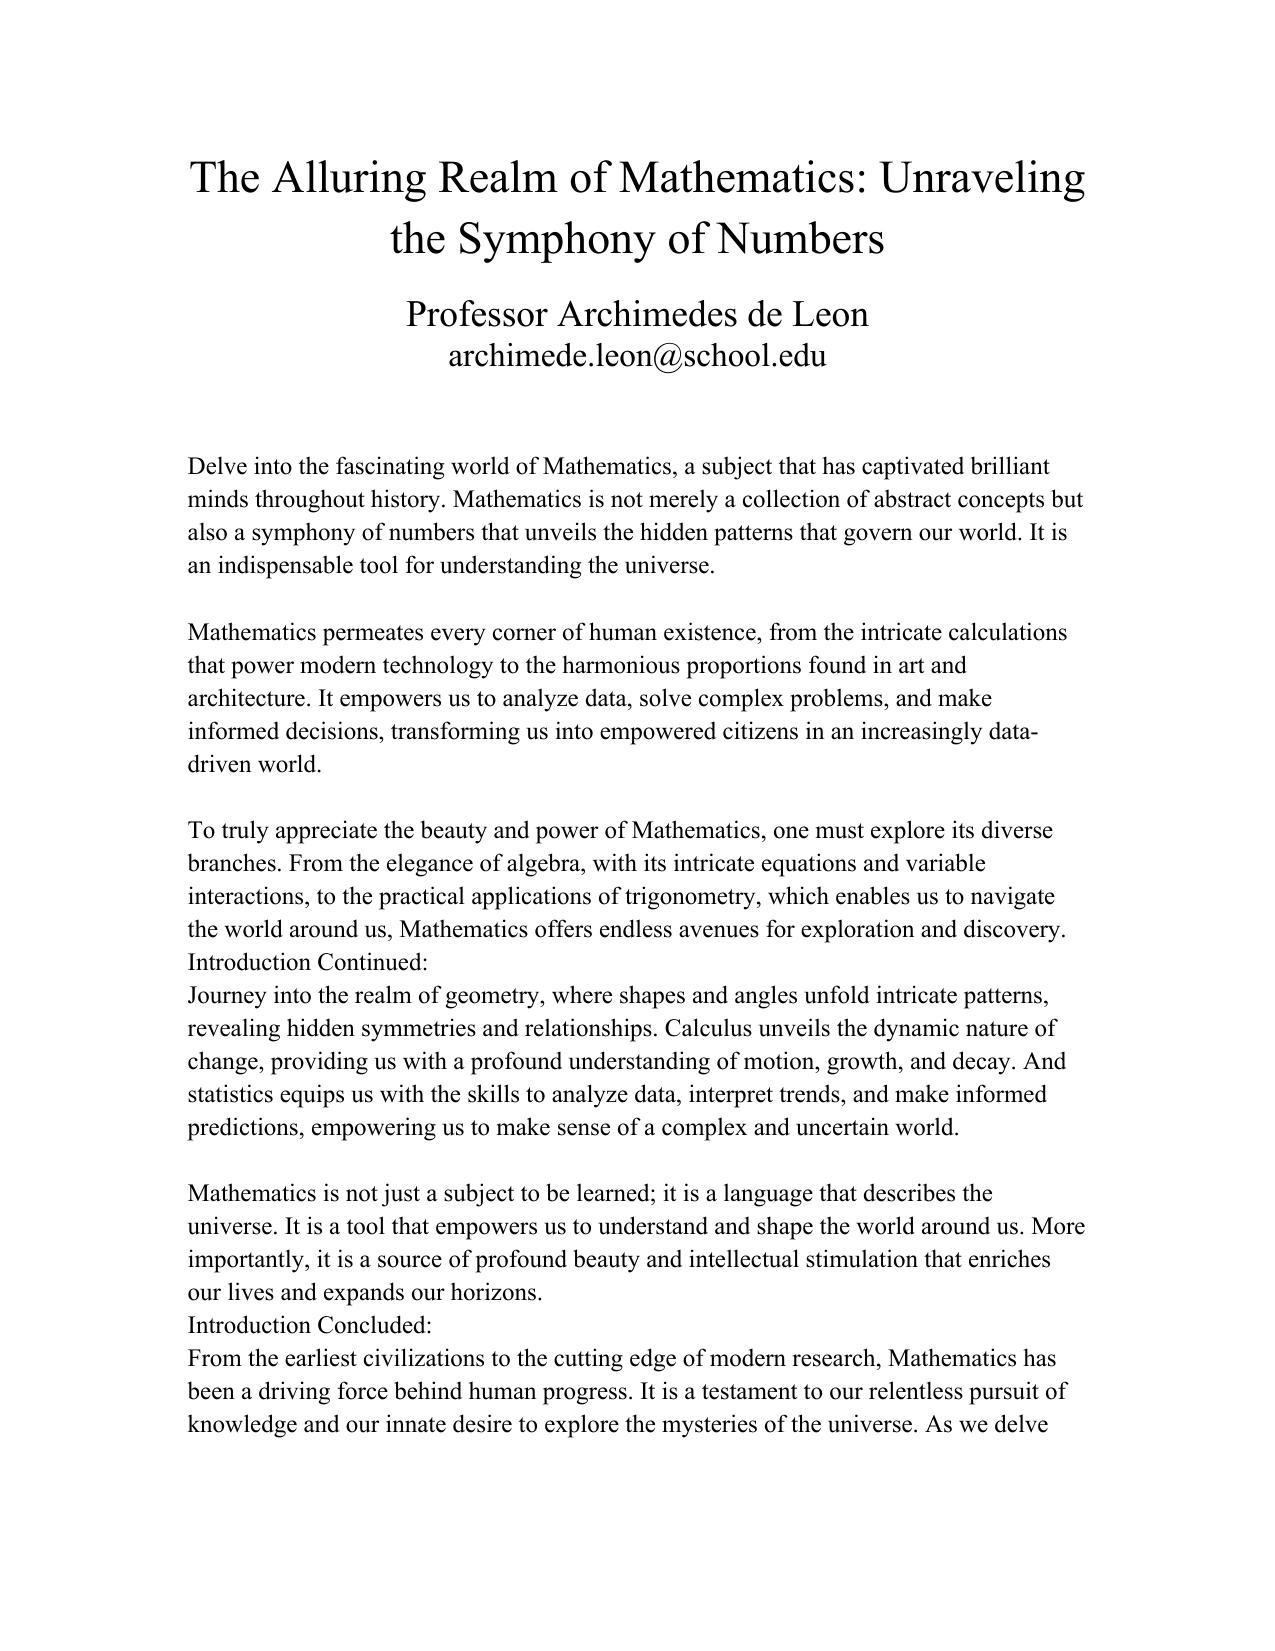 The Alluring Realm of Mathematics: Unraveling
the Symphony of Numbers
Professor Archimedes de Leon
archimede.leon@school.edu
Delve into the fascinating world of Mathematics, a subject that has captivated brilliant
minds throughout history. Mathematics is not merely a collection of abstract concepts but
also a symphony of numbers that unveils the hidden patterns that govern our world. It is
an indispensable tool for understanding the universe.
Mathematics permeates every corner of human existence, from the intricate calculations
that power modern technology to the harmonious proportions found in art and
architecture. It empowers us to analyze data, solve complex problems, and make
informed decisions, transforming us into empowered citizens in an increasingly data-
driven world.
To truly appreciate the beauty and power of Mathematics, one must explore its diverse
branches. From the elegance of algebra, with its intricate equations and variable
interactions, to the practical applications of trigonometry, which enables us to navigate
the world around us, Mathematics offers endless avenues for exploration and discovery.
Introduction Continued:
Journey into the realm of geometry, where shapes and angles unfold intricate patterns,
revealing hidden symmetries and relationships. Calculus unveils the dynamic nature of
change, providing us with a profound understanding of motion, growth, and decay. And
statistics equips us with the skills to analyze data, interpret trends, and make informed
predictions, empowering us to make sense of a complex and uncertain world.
Mathematics is not just a subject to be learned; it is a language that describes the
universe. It is a tool that empowers us to understand and shape the world around us. More
importantly, it is a source of profound beauty and intellectual stimulation that enriches
our lives and expands our horizons.
Introduction Concluded:
From the earliest civilizations to the cutting edge of modern research, Mathematics has
been a driving force behind human progress. It is a testament to our relentless pursuit of
knowledge and our innate desire to explore the mysteries of the universe. As we delve